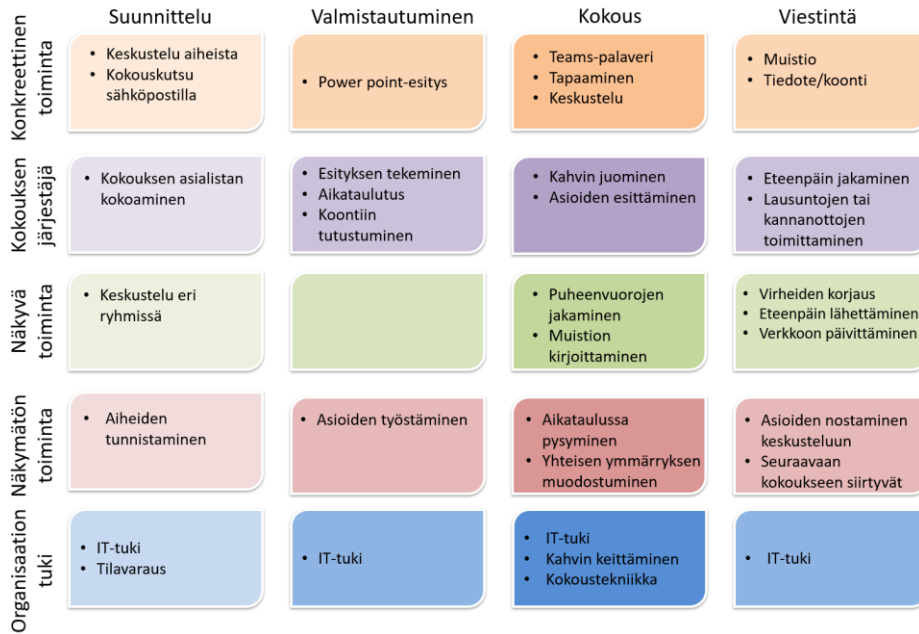 Suunnittelu
Valmistautuminen
Kokous
Viestintä
Konkreettinen
toiminta
• Keskustelu aiheista
• Kokouskutsu
sähköpostilla
• Power point-esitys
• Teams-palaveri
• Tapaaminen
• Keskustelu
• Muistio
• Tiedote/koonti
Kokouksen
järjestäjä
• Kokouksen asialistan
kokoaminen
• Esityksen tekeminen
• Aikataulutus
• Koontiin
tutustuminen
• Kahvin juominen
• Asioiden esittäminen
• Eteenpäin jakaminen
• Lausuntojen tai
kannanottojen
toimittaminen
Näkyvä
toiminta
• Keskustelu eri
ryhmissä
• Puheenvuorojen
jakaminen
• Muistion
kirjoittaminen
• Virheiden korjaus
• Eteenpäin lähettäminen
• Verkkoon päivittäminen
Näkymätön
toiminta
• Aiheiden
tunnistaminen
• Asioiden työstäminen
• Aikataulussa
pysyminen
• Yhteisen ymmärryksen
muodostuminen
• Asioiden nostaminen
keskusteluun
• Seuraavaan
kokoukseen siirtyvät
Organisaation
tuki
• IT-tuki
• Tilavaraus
• IT-tuki
• IT-tuki
• Kahvin keittäminen
• Kokoustekniikka
• IT-tuki